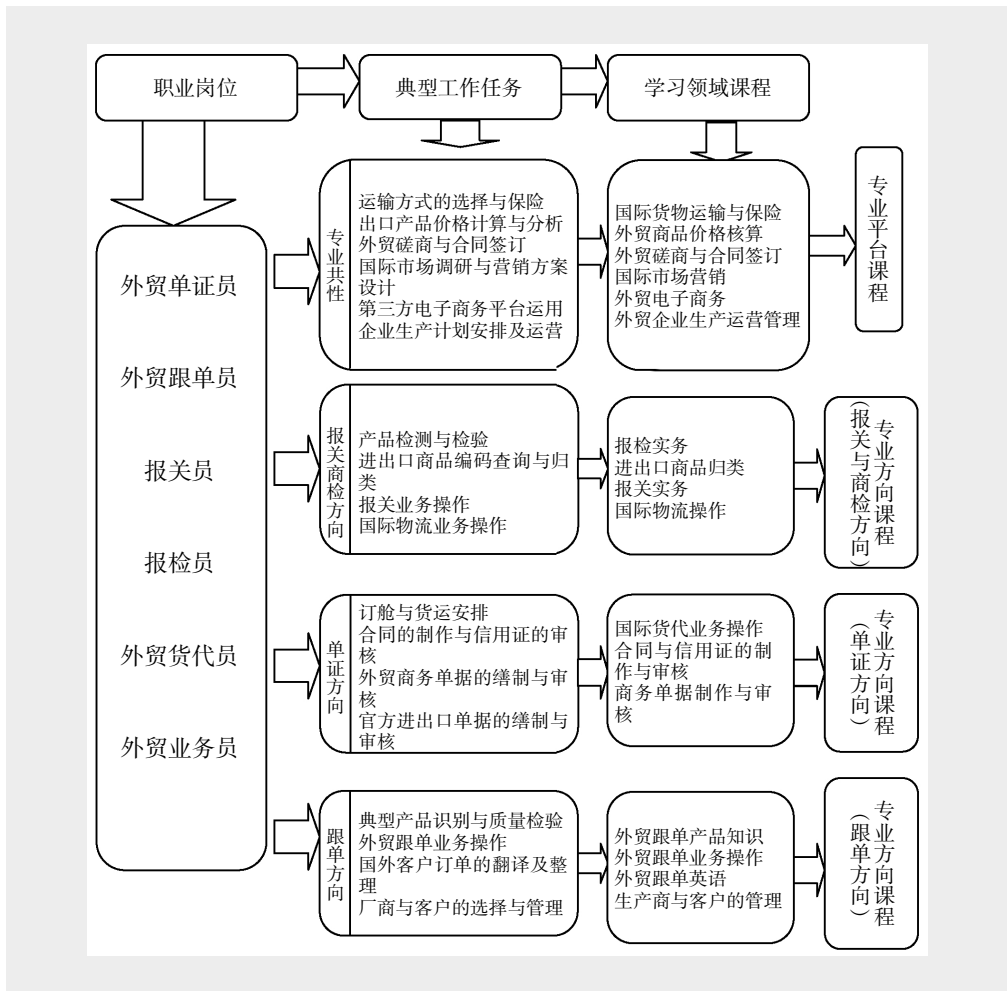 职业岗位
典型工作任务
学习领域课程
外贸单证员
外贸跟单员
报关员
报检员
外贸货代员
外贸业务员
专业共性
运输方式的选择与保险
出口产品价格计算与分析
外贸磋商与合同签订
国际市场调研与营销方案
设计
第三方电子商务平台运用
企业生产计划安排及运营
国际货物运输与保险
外贸商品价格核算
外贸磋商与合同签订
国际市场营销
外贸电子商务
外贸企业生产运营管理
专业平台课程
报关商检方向
产品检测与检验
进出口商品编码查询与归
类
报关业务操作
国际物流业务操作
报检实务
进出口商品归类
报关实务
国际物流操作
专业方向课程
（报关与商检方向）
单证方向
订舱与货运安排
合同的制作与信用证的审
核
外贸商务单据的缮制与审
核
官方进出口单据的缮制与
审核
国际货代业务操作
合同与信用证的制
作与审核
商务单据制作与审
核
专业方向课程
（单证方向）
跟单方向
典型产品识别与质量检验
外贸跟单业务操作
国外客户订单的翻译及整
理
厂商与客户的选择与管理
外贸跟单产品知识
外贸跟单业务操作
外贸跟单英语
生产商与客户的管理
专业方向课程
（跟单方向）